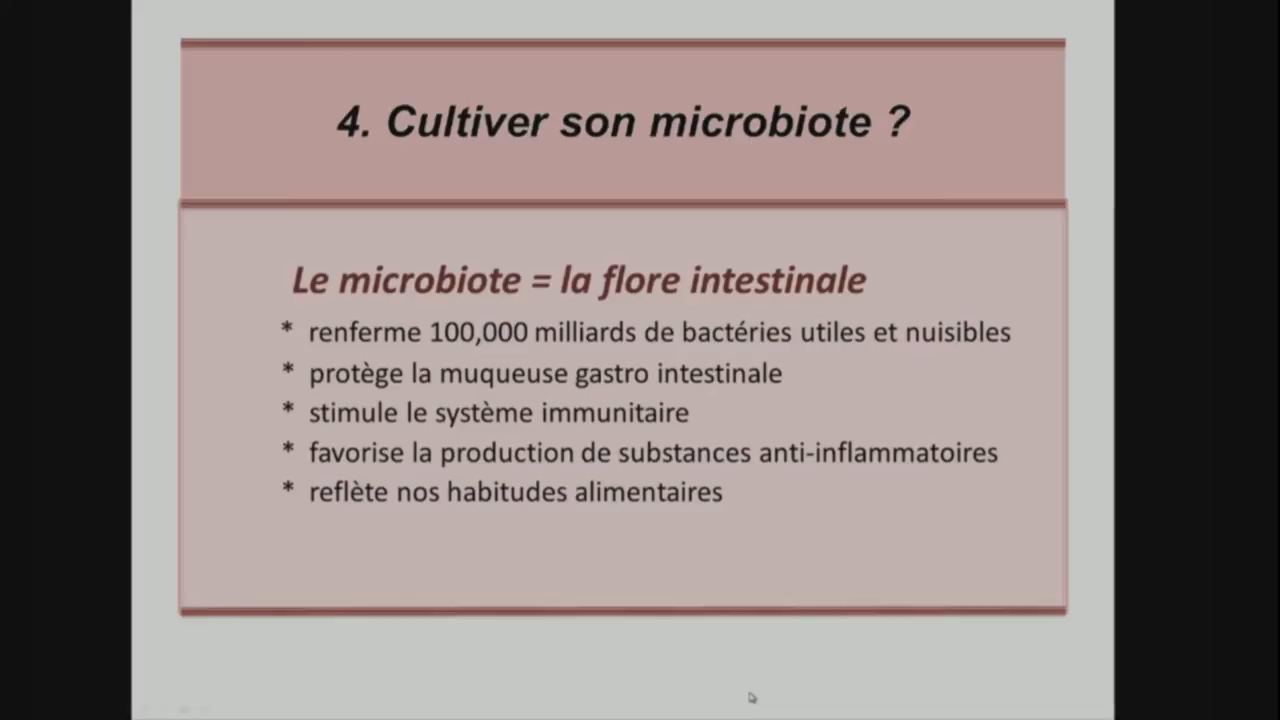 4. Cultiver son microbiote ?
Le microbiote = la flore intestinale
* renferme 100,000 milliards de bactéries utiles et nuisibles
* protège la muqueuse gastro intestinale
* stimule le système immunitaire
* favorise la production de substances anti-inflammatoires
* reflète nos habitudes alimentaires